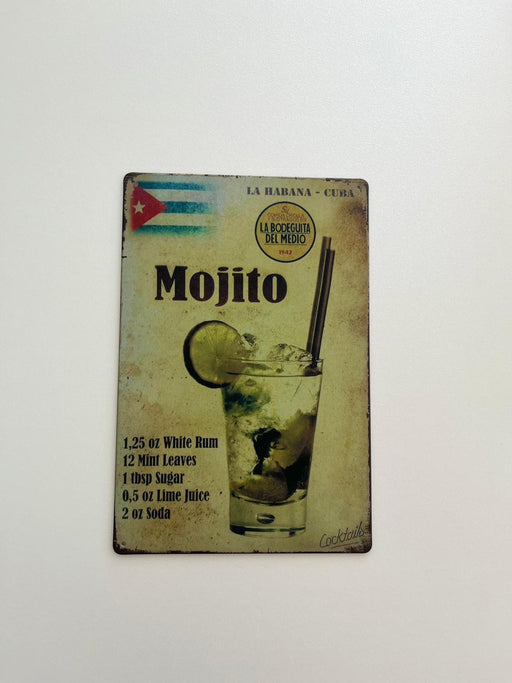 LA HABANA - CUBA
LA BODEGUITA
DEL MEDIO
1942
Mojito
1,25 oz White Rum
12 Mint Leaves
1 tbsp Sugar
0,5 oz Lime Juice
2 oz Soda
Cocktails